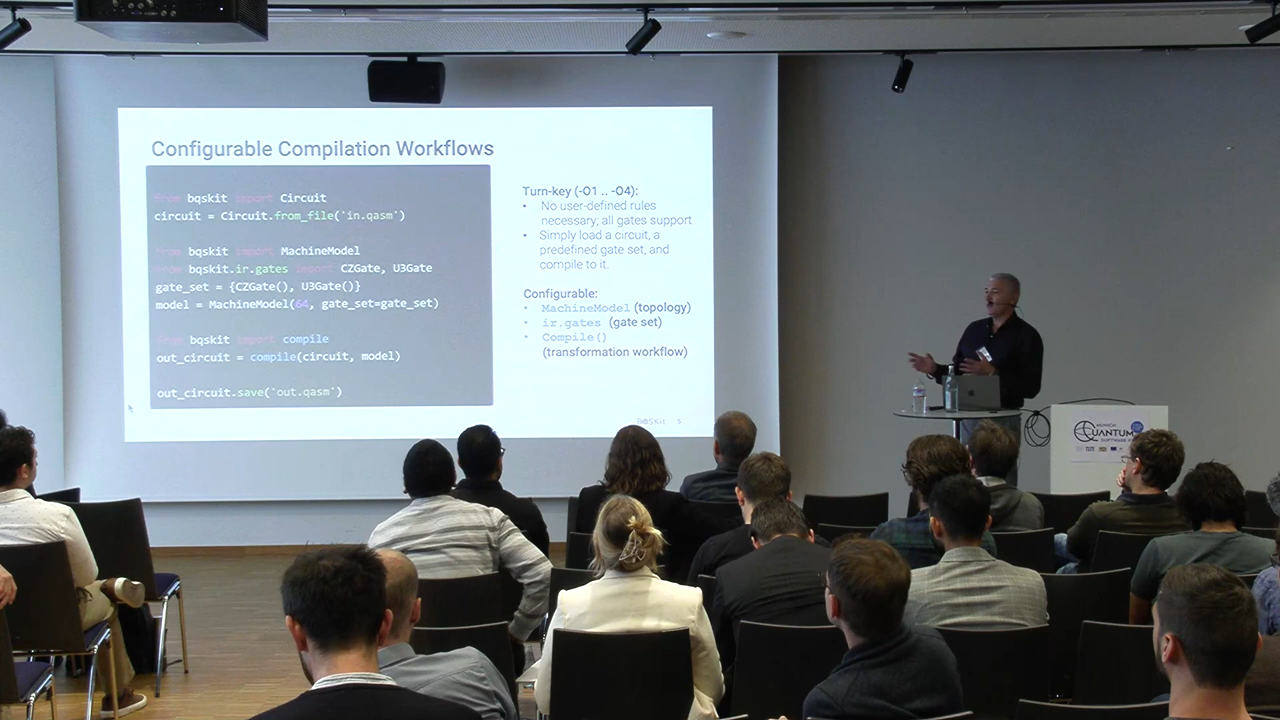 Configurable Compilation Workflows
from bqskit import Circuit
circuit = Circuit.from_file('in.qasm')
from bqskit import MachineModel
from bqskit.ir.gates import CZGate, U3Gate
gate_set = {CZGate(), U3Gate()}
model = MachineModel(64, gate_set=gate_set)
from bqskit import compile
out_circuit = compile(circuit, model)
out_circuit.save('out.qasm')
Turn-key (-O1 .. -O4):
• No user-defined rules
necessary, all gates support
• Simply load a circuit, a
predefined gate set, and
compile to it.
Configurable:
• MachineModel (topology)
• ir.gates (gate set)
• Compile()
(transformation workflow)
BQSKit 5
MUNICH
QUANTUM
SOFTWARE